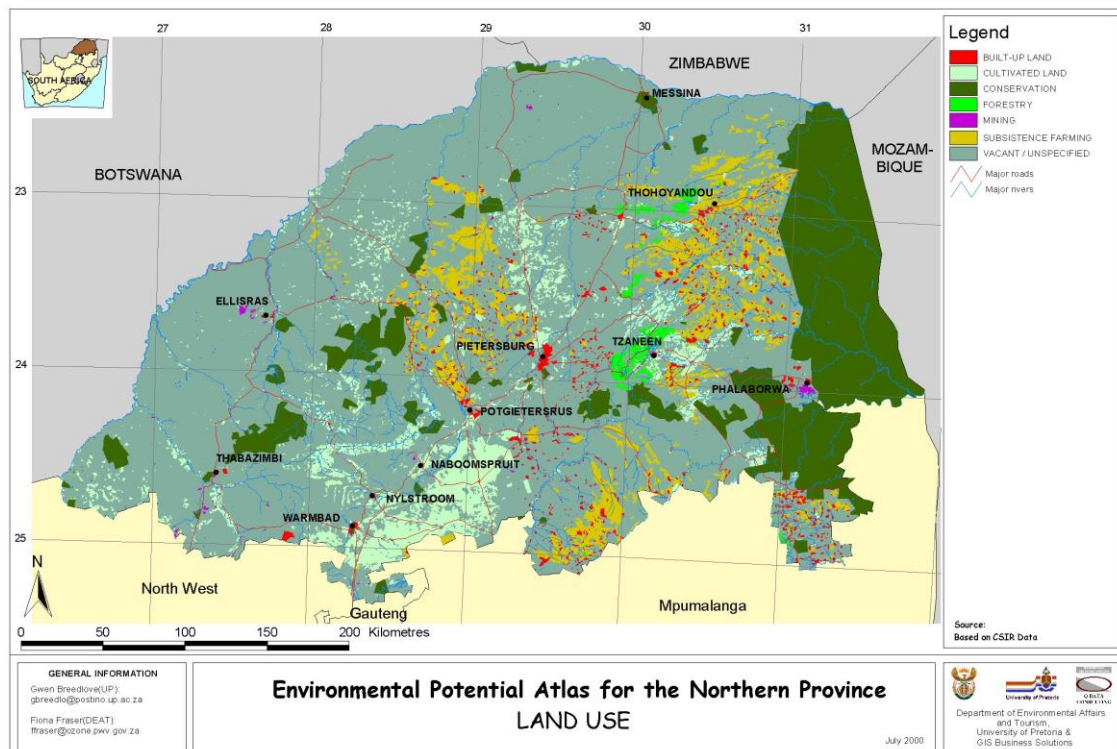 27
28
29
30
31
ZIMBABWE
SOUTH AFRICA
MESSINA
BOTSWANA
MOZAM-
BIQUE
23
THOHOYANDOU
ELLISRAS
PIETERSBURG
TZANEEN
24
PHALABORWA
POTGIETERSRUS
THABAZIMBI
NABOOMSPRUIT
NYLSTROOM
WARMBAD
25
N
North West
Gauteng
Mpumalanga
0 50 100 150 200 Kilometres
Legend
BUILT-UP LAND
CULTIVATED LAND
CONSERVATION
FORESTRY
MINING
SUBSISTENCE FARMING
VACANT / UNSPECIFIED
Major roads
Major rivers
Source:
Based on CSIR Data
GENERAL INFORMATION
Gwen Breedlove(UP):
gbreedlo@postino.up.ac.za
Fiona Fraser(DEAT):
ffraser@ozone.pwv.gov.za
Environmental Potential Atlas for the Northern Province
LAND USE
July 2000
University of Pretoria
Q DATA
CONSULTING
Department of Environmental Affairs
and Tourism,
University of Pretoria &
GIS Business Solutions